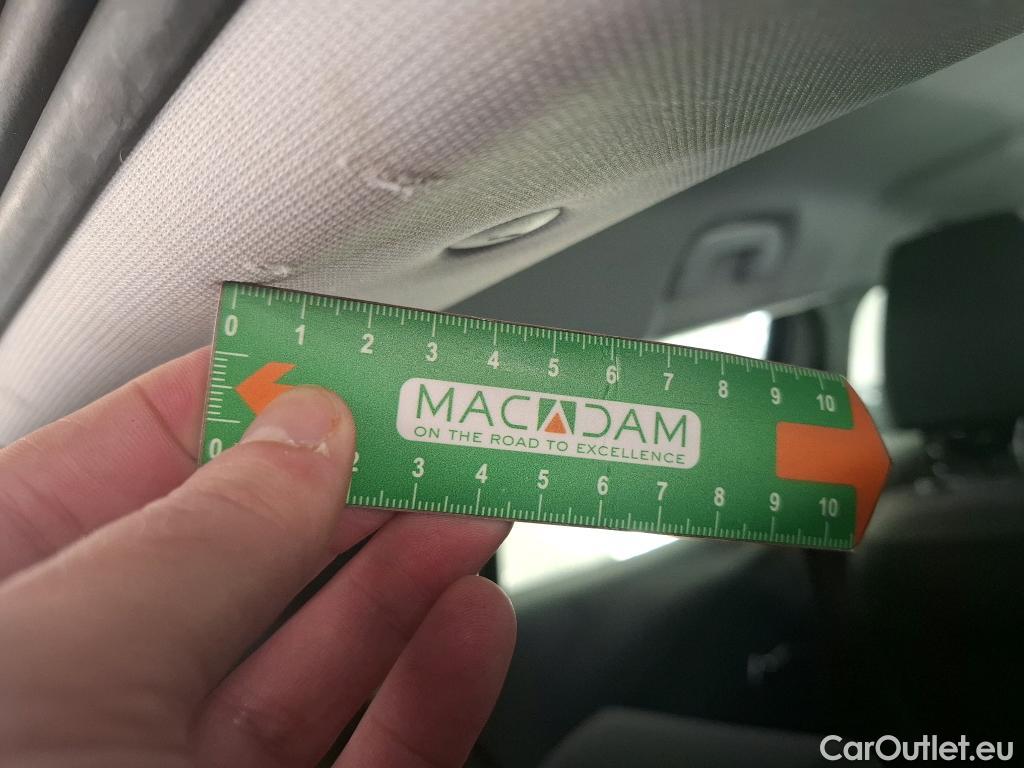 0 1 2 3 4 5 6 7 8 9 10
MACADAM
ON THE ROAD TO EXCELLENCE
0 2 3 4 5 6 7 8 9 10
CarOutlet.eu